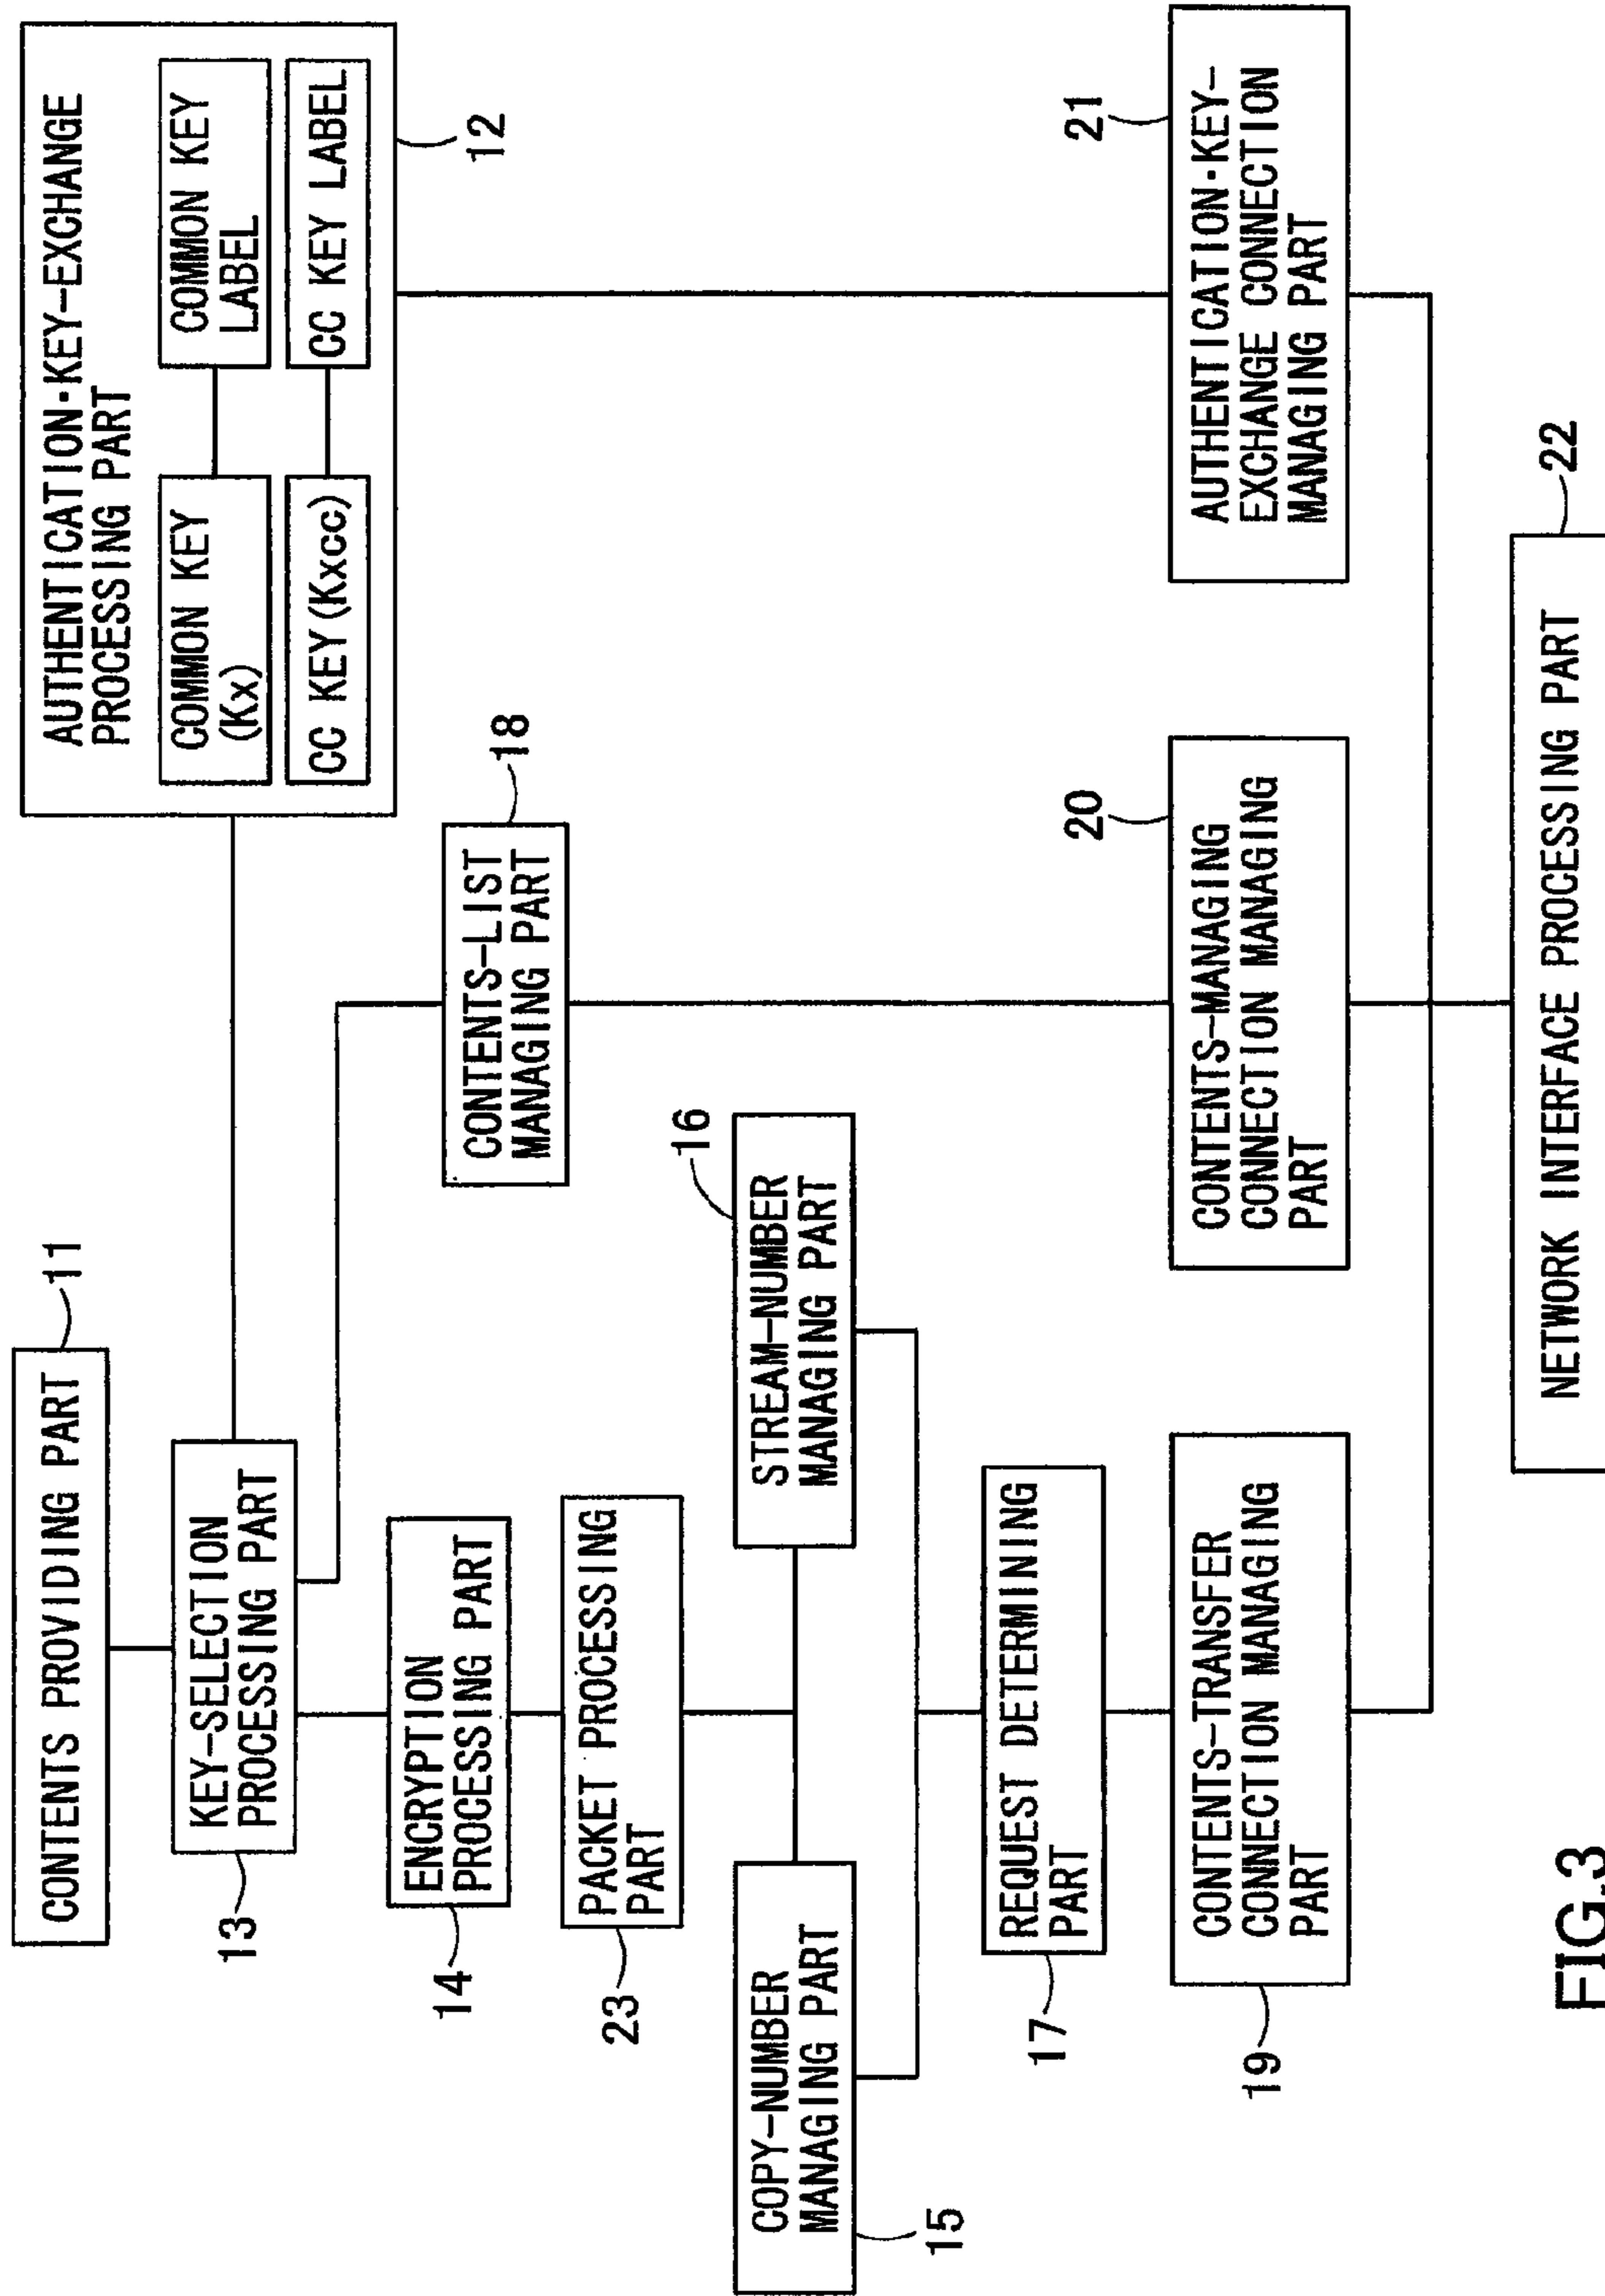 CONTENTS PROVIDING PART
11
AUTHENTICATION·KEY-EXCHANGE
PROCESSING PART
COMMON KEY
(Kx)
COMMON KEY
LABEL
CC KEY(Kxcc)
CC KEY LABEL
12
KEY-SELECTION
PROCESSING PART
13
ENCRYPTION
PROCESSING PART
14
CONTENTS-LIST
MANAGING PART
18
PACKET PROCESSING
PART
23
COPY-NUMBER
MANAGING PART
15
STREAM-NUMBER
MANAGING PART
16
REQUEST DETERMINING
PART
17
CONTENTS-TRANSFER
CONNECTION MANAGING
PART
19
CONTENTS-MANAGING
CONNECTION MANAGING
PART
20
AUTHENTICATION·KEY-
EXCHANGE CONNECTION
MANAGING PART
21
NETWORK INTERFACE PROCESSING PART
22
FIG.3